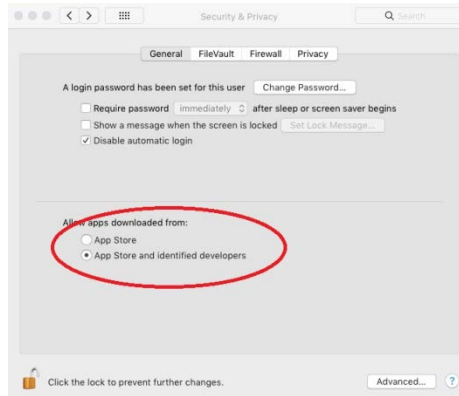 Security & Privacy
Search
General FileVault Firewall Privacy
A login password has been set for this user Change Password...
Require password immediately after sleep or screen saver begins
Show a message when the screen is locked Set Lock Message...
Disable automatic login
Allow apps downloaded from:
App Store
App Store and identified developers
Click the lock to prevent further changes.
Advanced... ?